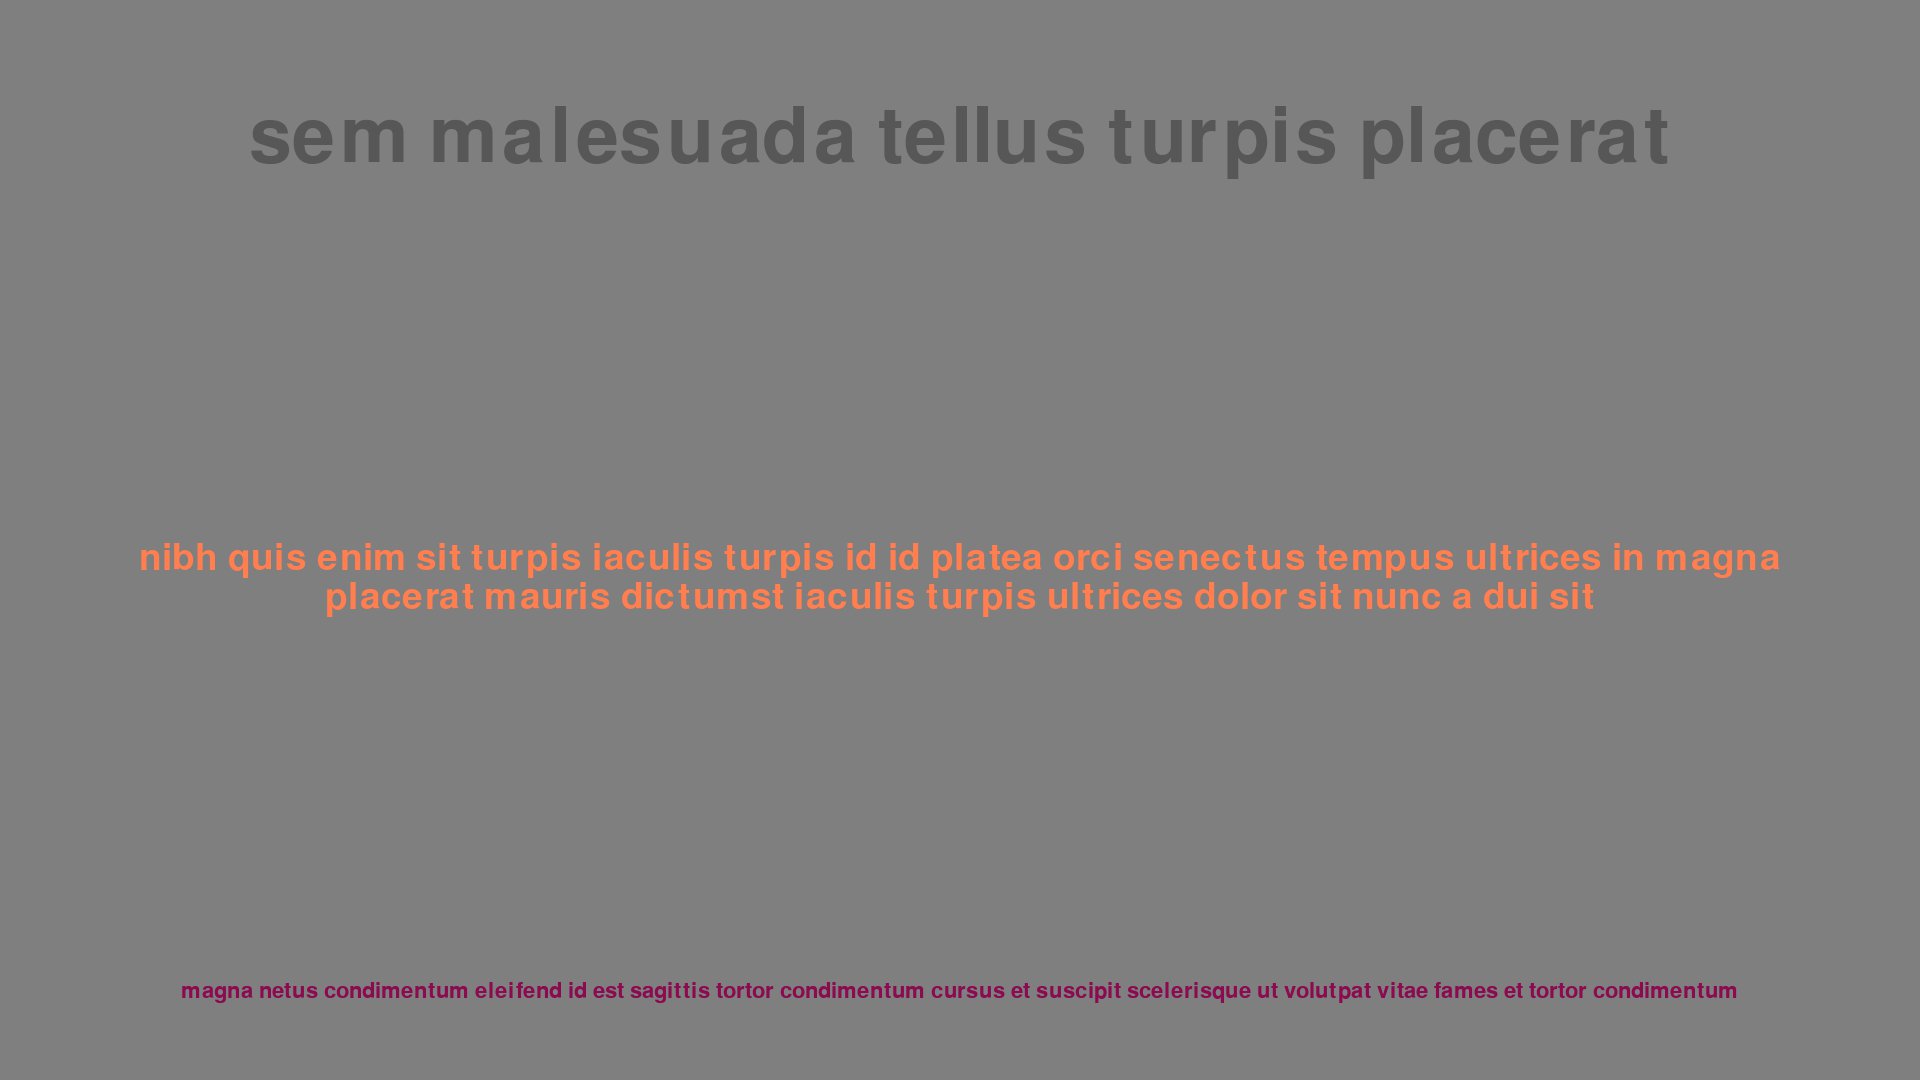 sem malesuada tellus turpis placerat
nibh quis enim sit turpis iaculis turpis id id platea orci senectus tempus ultrices in magna
placerat mauris dictumst iaculis turpis ultrices dolor sit nunc a dui sit
magna netus condimentum eleifend id est sagittis tortor condimentum cursus et suscipit scelerisque ut volutpat vitae fames et tortor condimentum